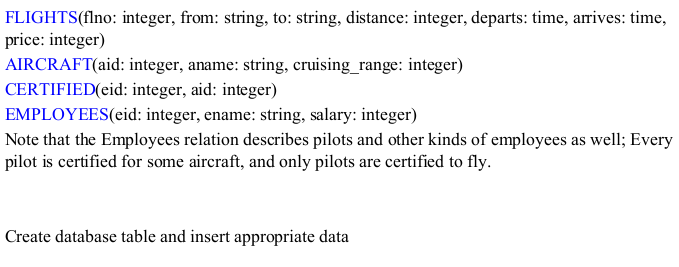 FLIGHTS(flno: integer, from: string, to: string, distance: integer, departs: time, arrives: time,
price: integer)
AIRCRAFT(aid: integer, aname: string, cruising_range: integer)
CERTIFIED(eid: integer, aid: integer)
EMPLOYEES(eid: integer, ename: string, salary: integer)
Note that the Employees relation describes pilots and other kinds of employees as well; Every
pilot is certified for some aircraft, and only pilots are certified to fly.
Create database table and insert appropriate data